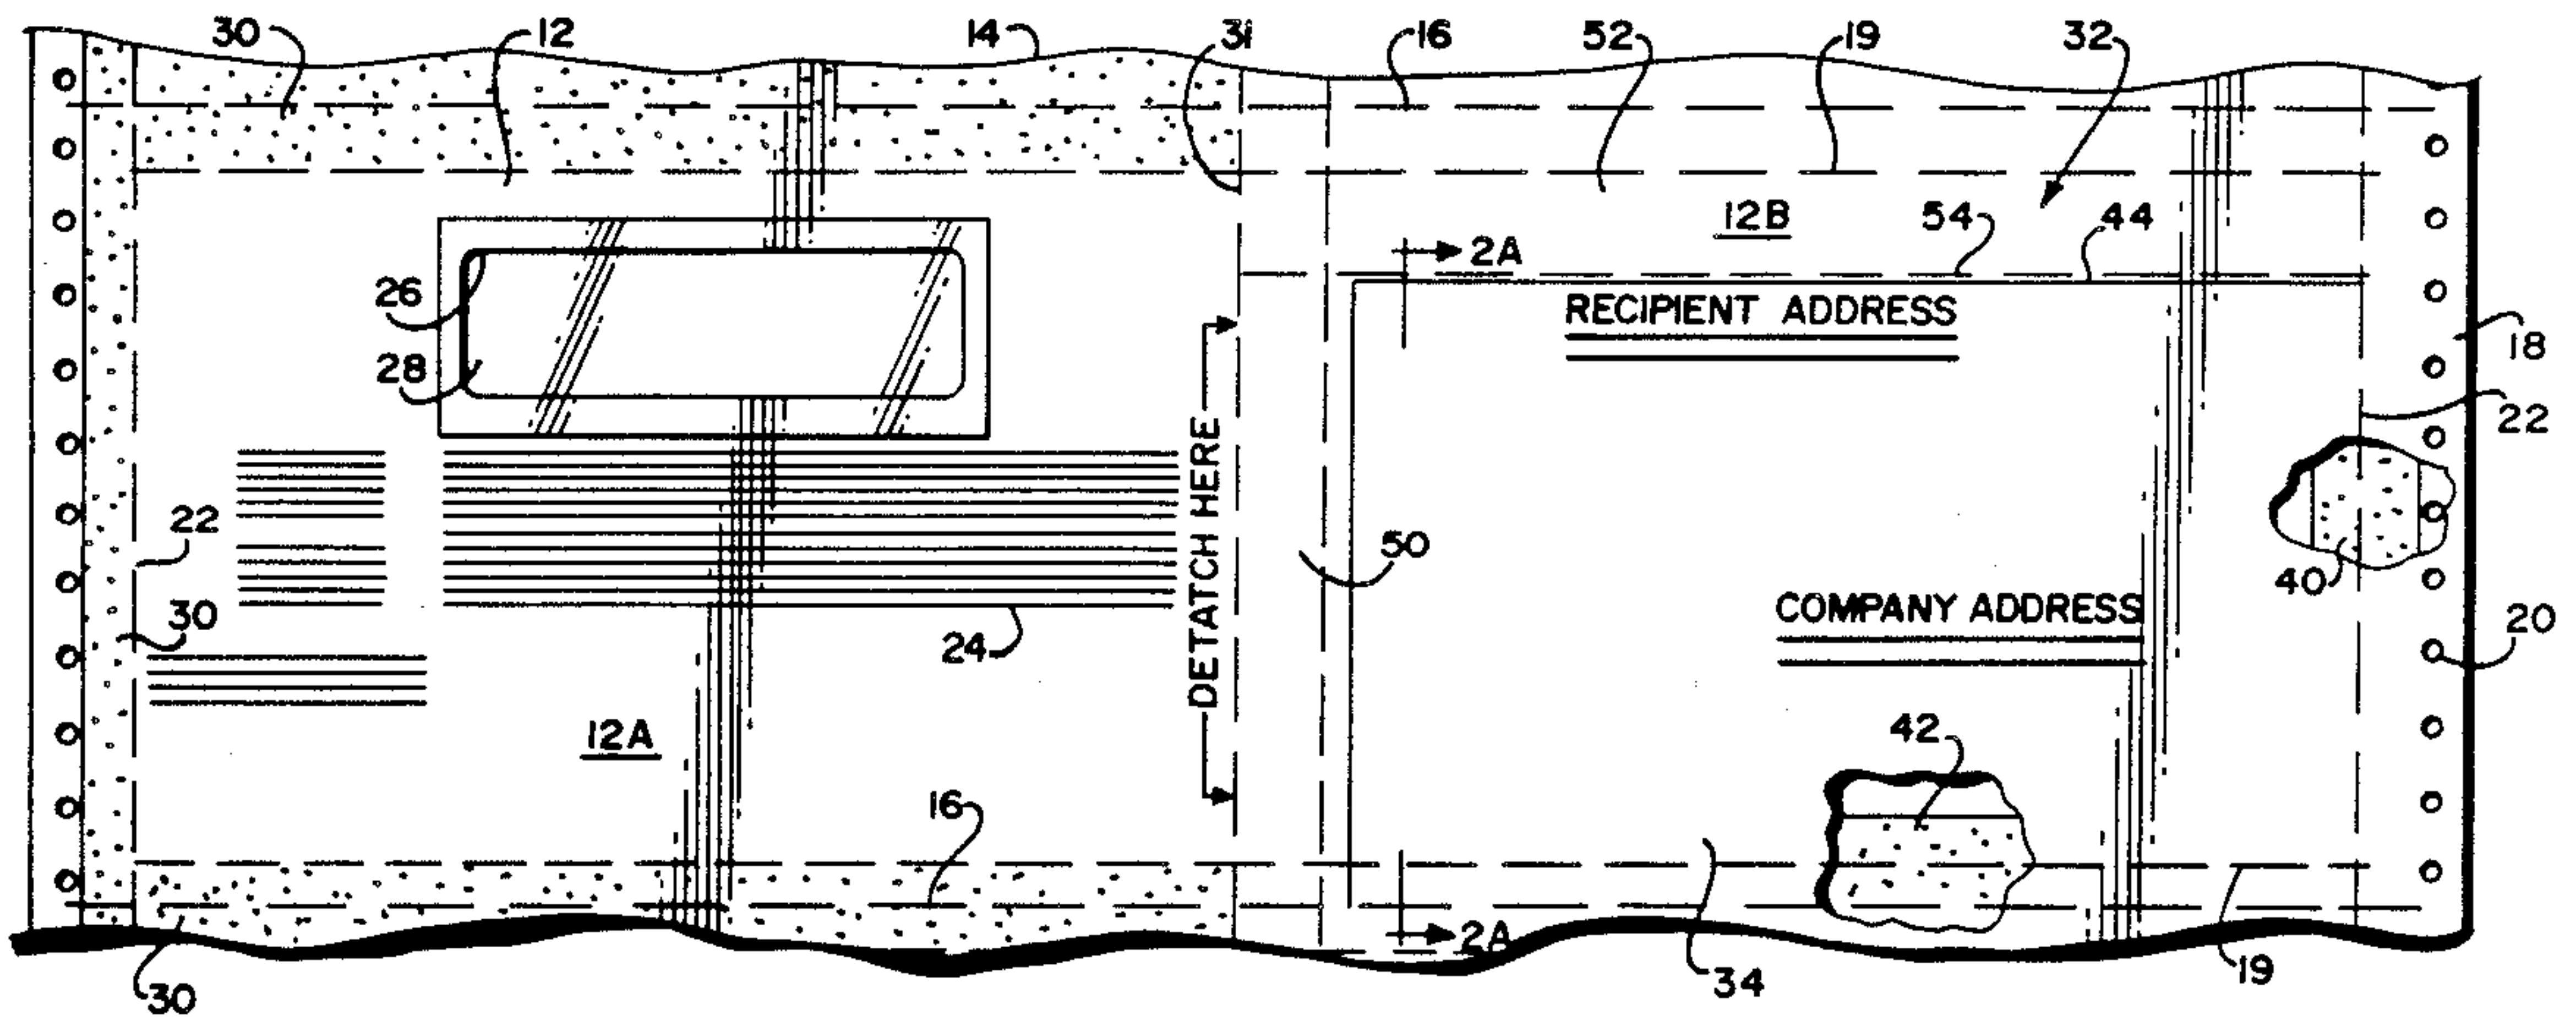 30 12 14 31 16 52 19 32
12B 54 44
2A
26 RECIPIENT ADDRESS
28 18
22
DETATCH HERE
22 50 40
30 COMPANY ADDRESS 20
24
12A 42
16
2A
30 34 19